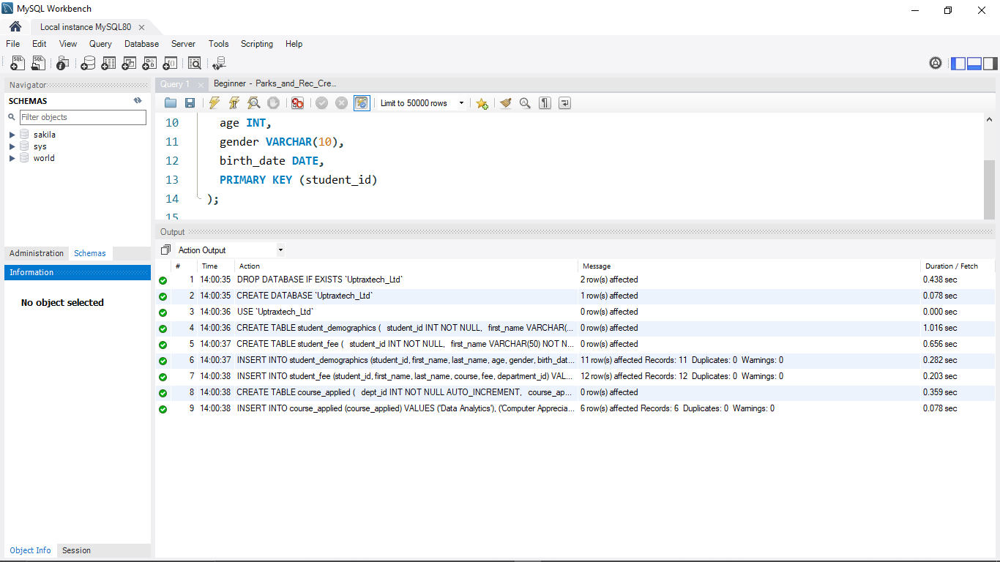 MySQL Workbench
Local instance MySQL80
File Edit View Query Database Server Tools Scripting Help
Navigator
SCHEMAS
Filter objects
sakila
sys
world
Administration Schemas
Information
No object selected
Object Info Session
Query 1 Beginner - Parks_and_Rec_Cre...
Limit to 50000 rows
10 age INT,
11 gender VARCHAR(10),
12 birth_date DATE,
13 PRIMARY KEY (student_id)
14 );
15
Output
Action Output
# Time Action Message Duration / Fetch
1 14:00:35 DROP DATABASE IF EXISTS `Uptraxtech_Ltd` 2 row(s) affected 0.438 sec
2 14:00:35 CREATE DATABASE `Uptraxtech_Ltd` 1 row(s) affected 0.078 sec
3 14:00:36 USE `Uptraxtech_Ltd` 0 row(s) affected 0.000 sec
4 14:00:36 CREATE TABLE student_demographics ( student_id INT NOT NULL, first_name VARCHAR(... 0 row(s) affected 1.016 sec
5 14:00:37 CREATE TABLE student_fee ( student_id INT NOT NULL, first_name VARCHAR(50) NOT N... 0 row(s) affected 0.656 sec
6 14:00:37 INSERT INTO student_demographics (student_id, first_name, last_name, age, gender, birth_dat... 11 row(s) affected Records: 11 Duplicates: 0 Warnings: 0 0.282 sec
7 14:00:38 INSERT INTO student_fee (student_id, first_name, last_name, course, fee, department_id) VAL... 12 row(s) affected Records: 12 Duplicates: 0 Warnings: 0 0.203 sec
8 14:00:38 CREATE TABLE course_applied ( dept_id INT NOT NULL AUTO_INCREMENT, course_ap... 0 row(s) affected 0.359 sec
9 14:00:38 INSERT INTO course_applied (course_applied) VALUES ('Data Analytics'), ('Computer Apprecia... 6 row(s) affected Records: 6 Duplicates: 0 Warnings: 0 0.078 sec